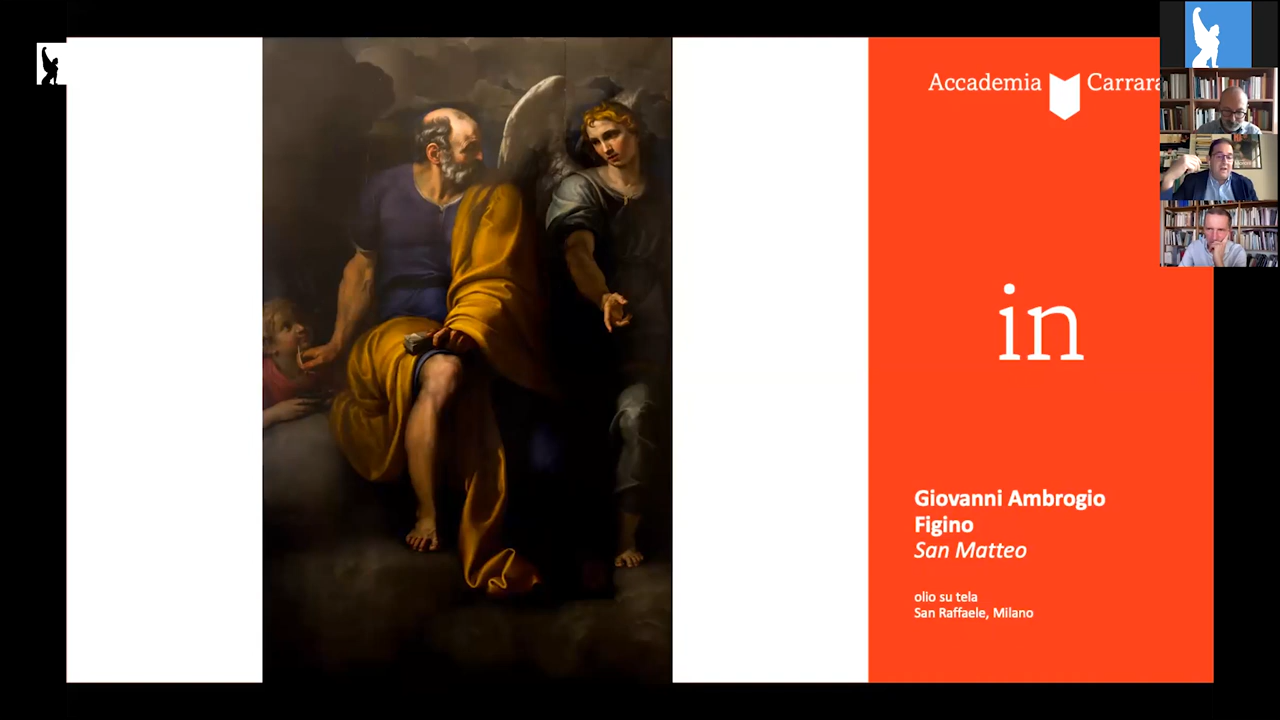 Accademia Carrara
in
Giovanni Ambrogio
Figino
San Matteo
olio su tela
San Raffaele, Milano